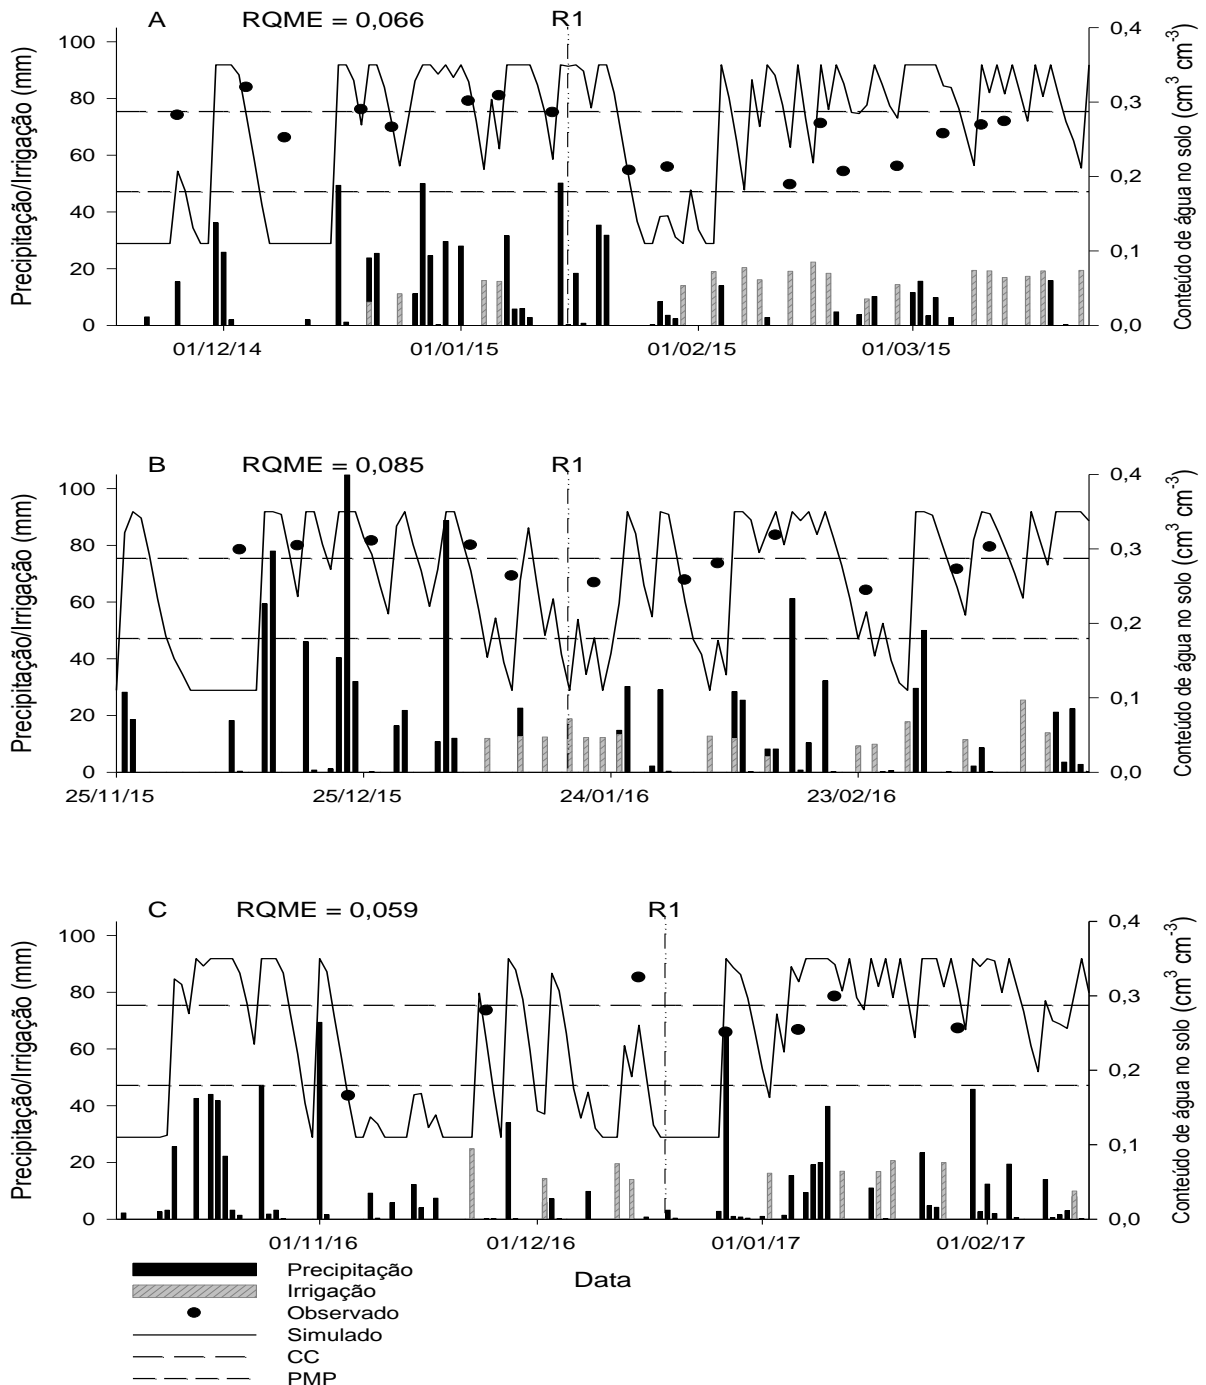 A RQME = 0,066 R1
Precipitação/Irrigação (mm)
100
80
60
40
20
0
0,4
0,3
0,2
0,1
0,0
Conteúdo de água no solo (cm³ cm⁻³)
01/12/14 01/01/15 01/02/15 01/03/15
B RQME = 0,085 R1
Precipitação/Irrigação (mm)
100
80
60
40
20
0
0,4
0,3
0,2
0,1
0,0
Conteúdo de água no solo (cm³ cm⁻³)
25/11/15 25/12/15 24/01/16 23/02/16
C RQME = 0,059 R1
Precipitação/Irrigação (mm)
100
80
60
40
20
0
0,4
0,3
0,2
0,1
0,0
Conteúdo de água no solo (cm³ cm⁻³)
01/11/16 01/12/16 01/01/17 01/02/17
Data
Precipitação
Irrigação
Observado
Simulado
CC
PMP